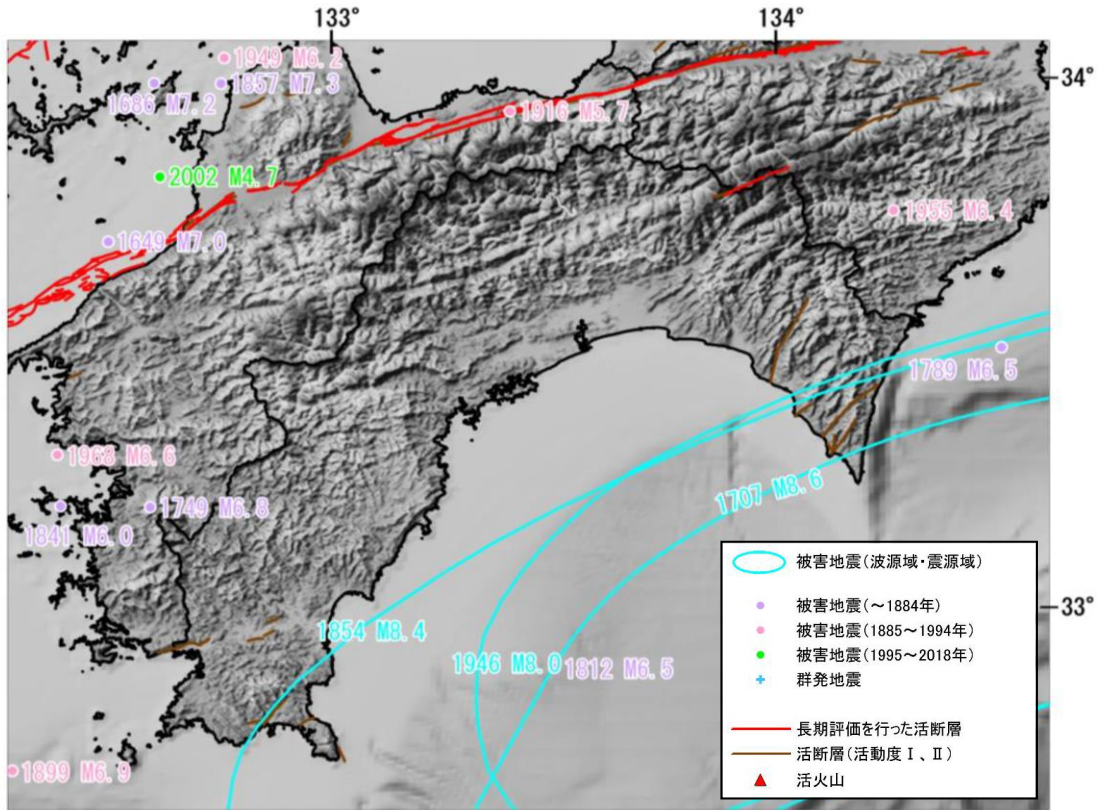 133°
134°
1949 M6.2
34°
1857 M7.3
1686 M7.2
1916 M5.7
2002 M4.7
1955 M6.4
1649 M7.0
1789 M6.5
1968 M6.6
1707 M8.6
1749 M6.8
1841 M6.0
被害地震(波源域・震源域)
被害地震(～1884年)
33°
被害地震(1885～1994年)
1854 M8.4
被害地震(1995～2018年)
1946 M8.0
1812 M6.5
群発地震
長期評価を行った活断層
活断層(活動度Ⅰ、Ⅱ)
1899 M6.9
活火山